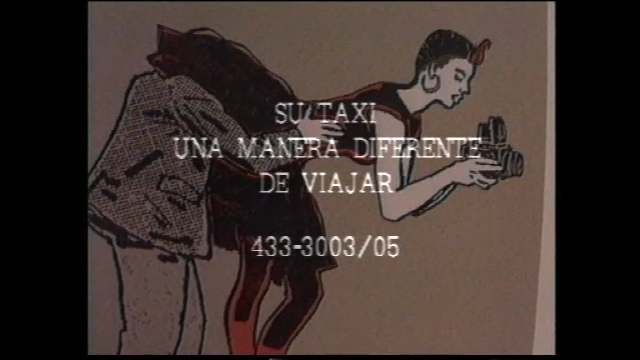 SU TAXI
UNA MANERA DIFERENTE
DE VIAJAR
433-3003/05